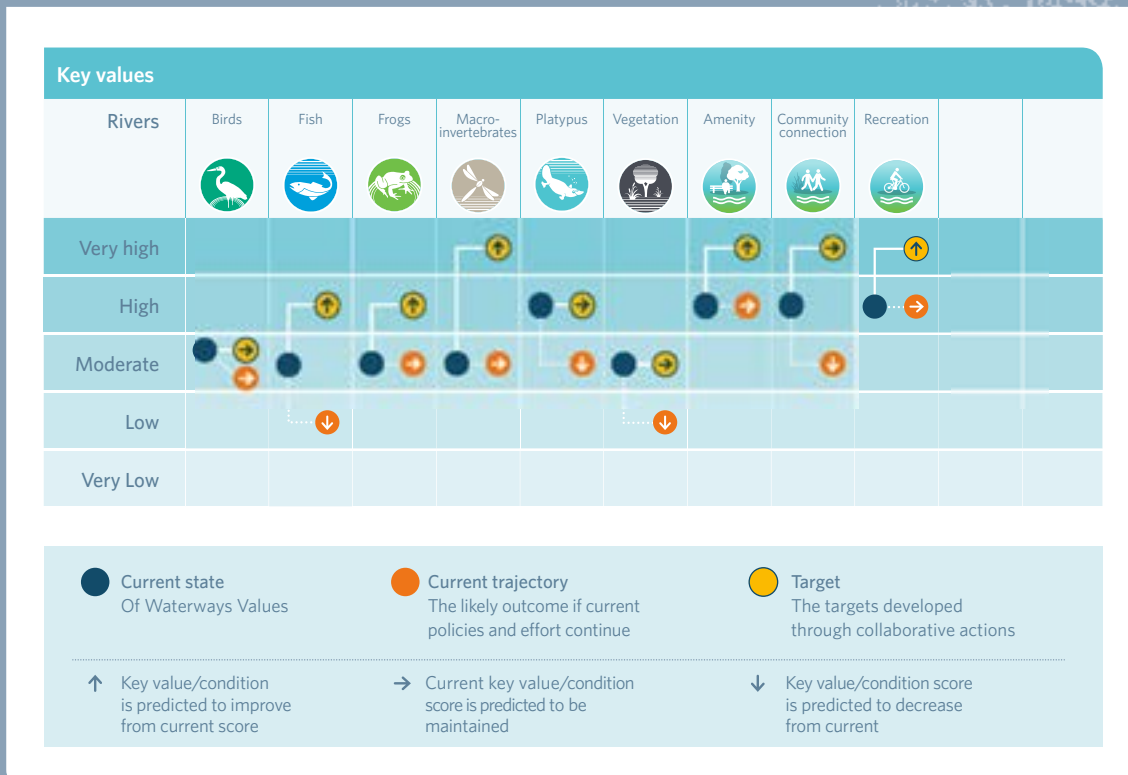 Key values
Rivers
Birds
Fish
Frogs
Macro-
invertebrates
Platypus
Vegetation
Amenity
Community
connection
Recreation
Very high
High
Moderate
Low
Very Low
Current state
Of Waterways Values
Current trajectory
The likely outcome if current
policies and effort continue
Target
The targets developed
through collaborative actions
Key value/condition
is predicted to improve
from current score
Current key value/condition
score is predicted to be
maintained
Key value/condition score
is predicted to decrease
from current